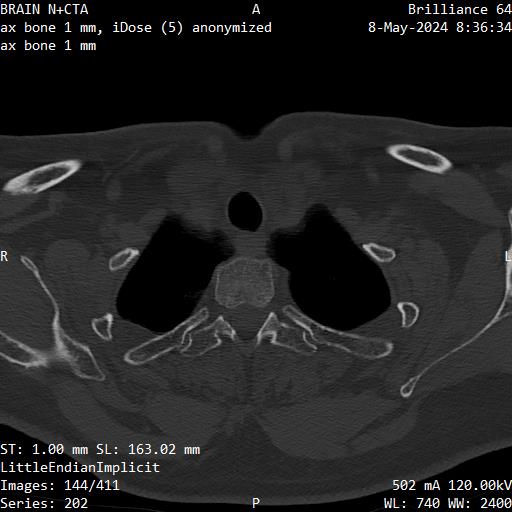 BRAIN N+CTA
A
Brilliance 64
ax bone 1 mm, iDose (5) anonymized
8-May-2024 8:36:34
ax bone 1 mm
R
L
ST: 1.00 mm SL: 163.02 mm
LittleEndianImplicit
Images: 144/411
502 mA 120.00kV
Series: 202
P
WL: 740 WW: 2400